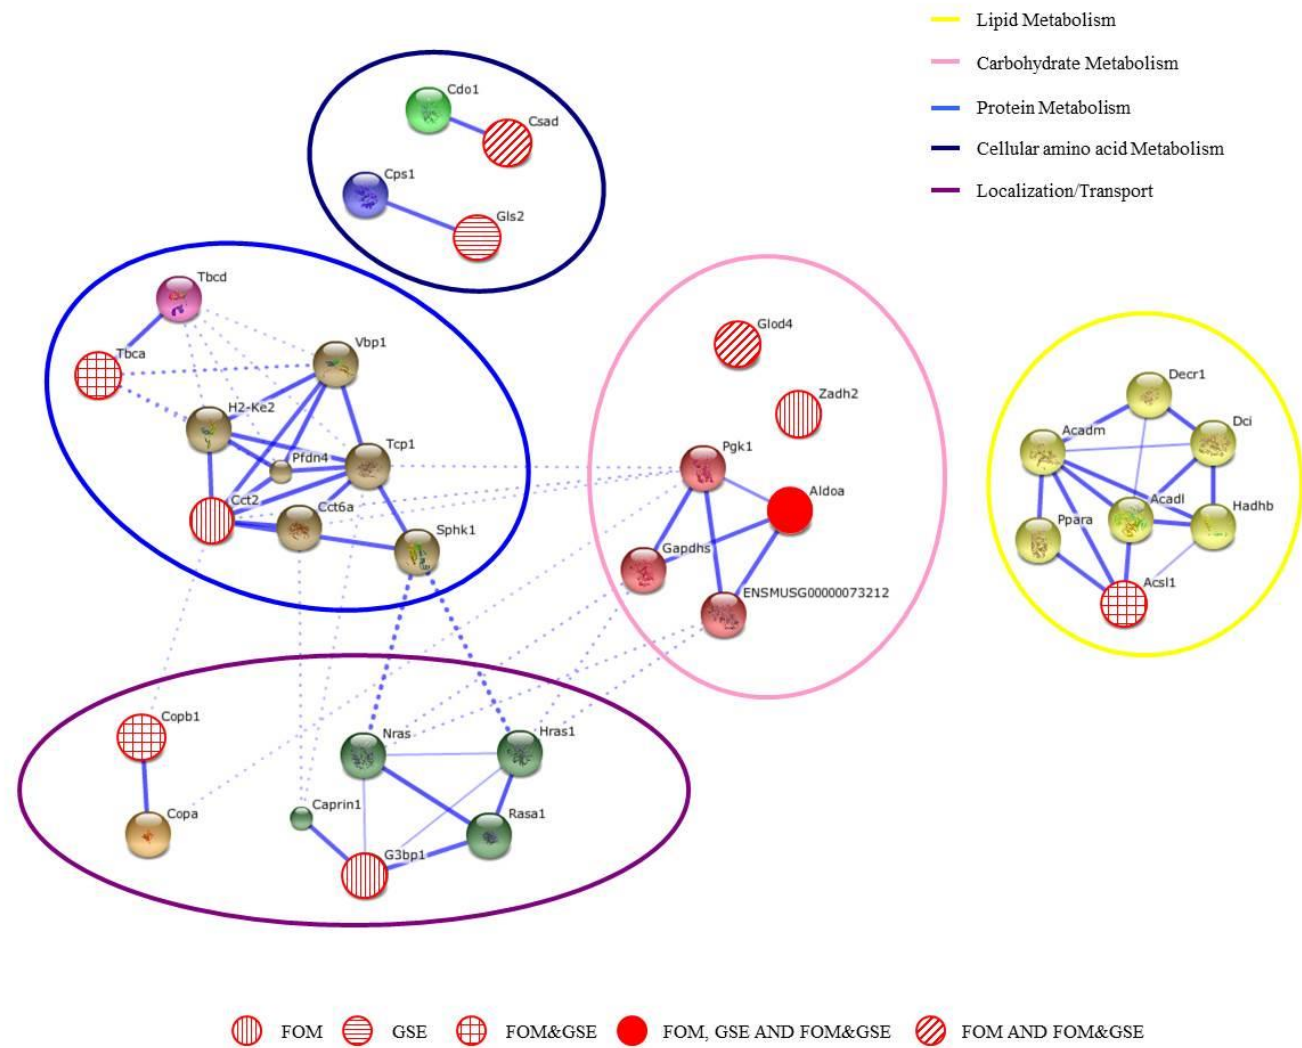 Lipid Metabolism
Carbohydrate Metabolism
Protein Metabolism
Cellular amino acid Metabolism
Localization/Transport
Cdo1
Csad
Cps1
Gls2
Tbcd
Tbca
Vbp1
H2-Ke2
Tcp1
Pfdn4
Cct2
Cct6a
Sphk1
Glod4
Zadh2
Pgk1
Aldoa
Gapdhs
ENSMUSG00000073212
Decr1
Acadm
Dci
Acadl
Hadhb
Ppara
Acsl1
Copb1
Copa
Nras
Hras1
Caprin1
Rasa1
G3bp1
FOM GSE FOM&GSE FOM, GSE AND FOM&GSE FOM AND FOM&GSE